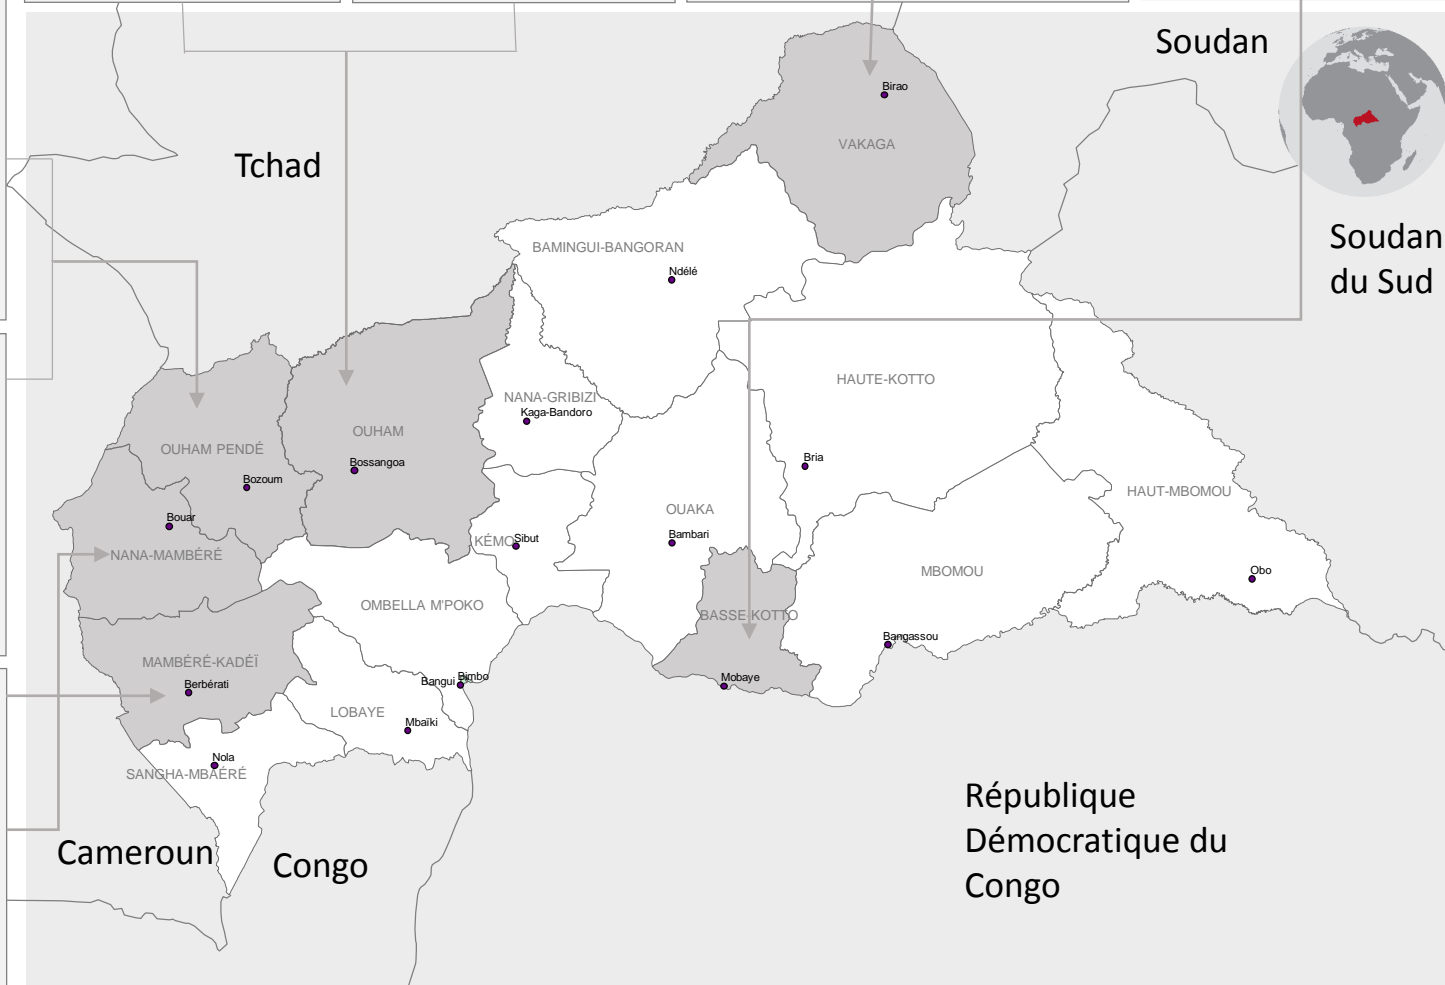 Soudan
Birao
VAKAGA
Tchad
Soudan
du Sud
BAMINGUI-BANGORAN
Ndélé
HAUTE-KOTTO
NANA-GRIBIZI
Kaga-Bandoro
OUHAM
OUHAM PENDÉ
Bossangoa
Bria
Bozoum
HAUT-MBOMOU
OUAKA
Bouar
Bambari
KÉMO
Sibut
NANA-MAMBÉRÉ
Obo
MBOMOU
OMBELLA M'POKO
BASSE-KOTTO
Bangassou
MAMBÉRÉ-KADÉÏ
Berbérati
Bangui
Bimbo
Mobaye
LOBAYE
Mbaïki
Nola
SANGHA-MBAÉRÉ
Cameroun
Congo
République
Démocratique du
Congo